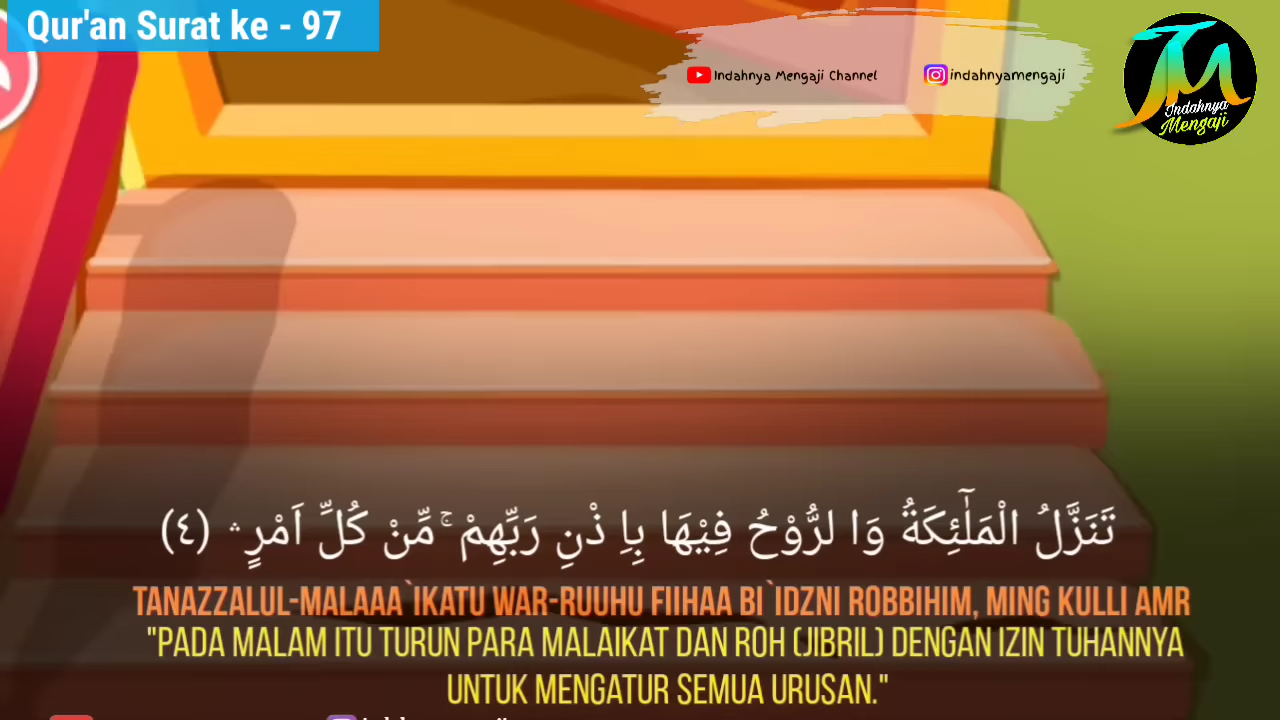 Qur'an Surat ke - 97
Indahnya Mengaji Channel
indahnyamengaji
Indahnya
Mengaji
تَنَزَّلُ الْمَلٰٓئِكَةُ وَا لرُّوْحُ فِيْهَا بِاِ ذْنِ رَبِّهِمْ ۚ مِّنْ كُلِّ اَمْرٍ ۛ (٤)
TANAZZALUL-MALAAA`IKATU WAR-RUUHU FIIHAA BI`IDZNI ROBBIHIM, MING KULLI AMR
"PADA MALAM ITU TURUN PARA MALAIKAT DAN ROH (JIBRIL) DENGAN IZIN TUHANNYA
UNTUK MENGATUR SEMUA URUSAN."